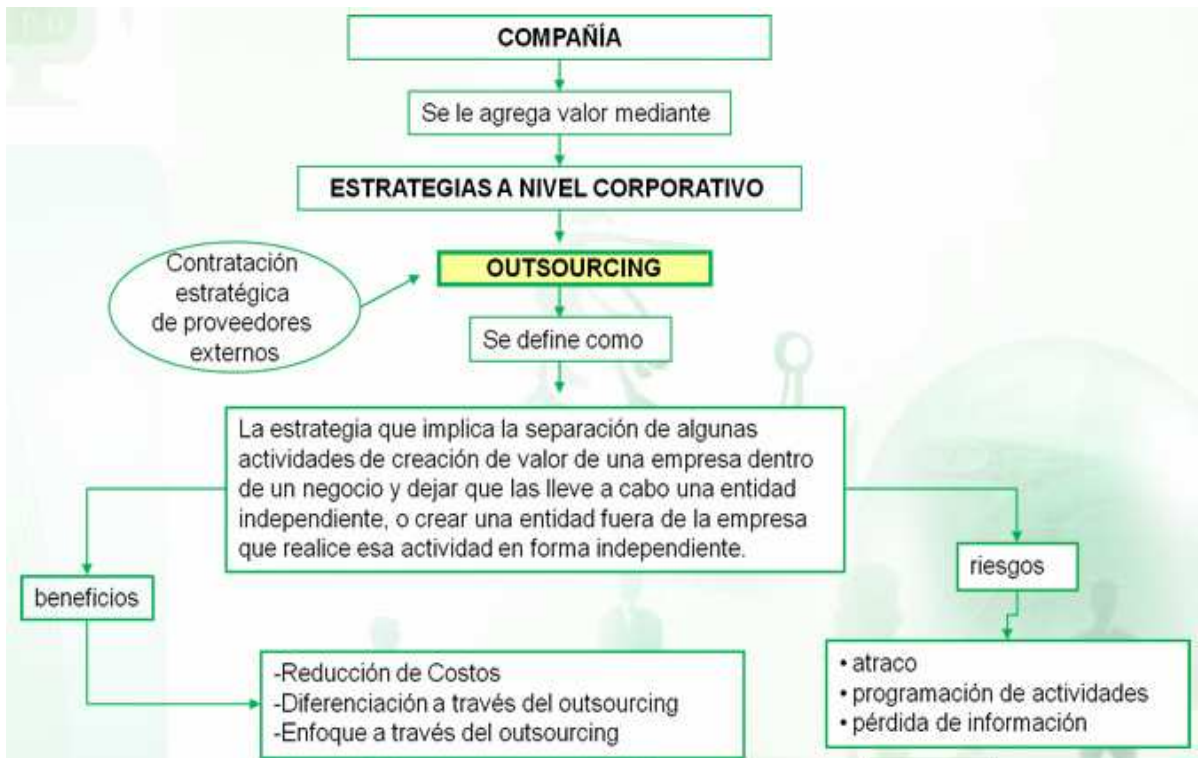 COMPAÑÍA
Se le agrega valor mediante
ESTRATEGIAS A NIVEL CORPORATIVO
OUTSOURCING
Contratación
estratégica
de proveedores
externos
Se define como
La estrategia que implica la separación de algunas
actividades de creación de valor de una empresa dentro
de un negocio y dejar que las lleve a cabo una entidad
independiente, o crear una entidad fuera de la empresa
que realice esa actividad en forma independiente.
beneficios
-Reducción de Costos
-Diferenciación a través del outsourcing
-Enfoque a través del outsourcing
riesgos
• atraco
• programación de actividades
• pérdida de información